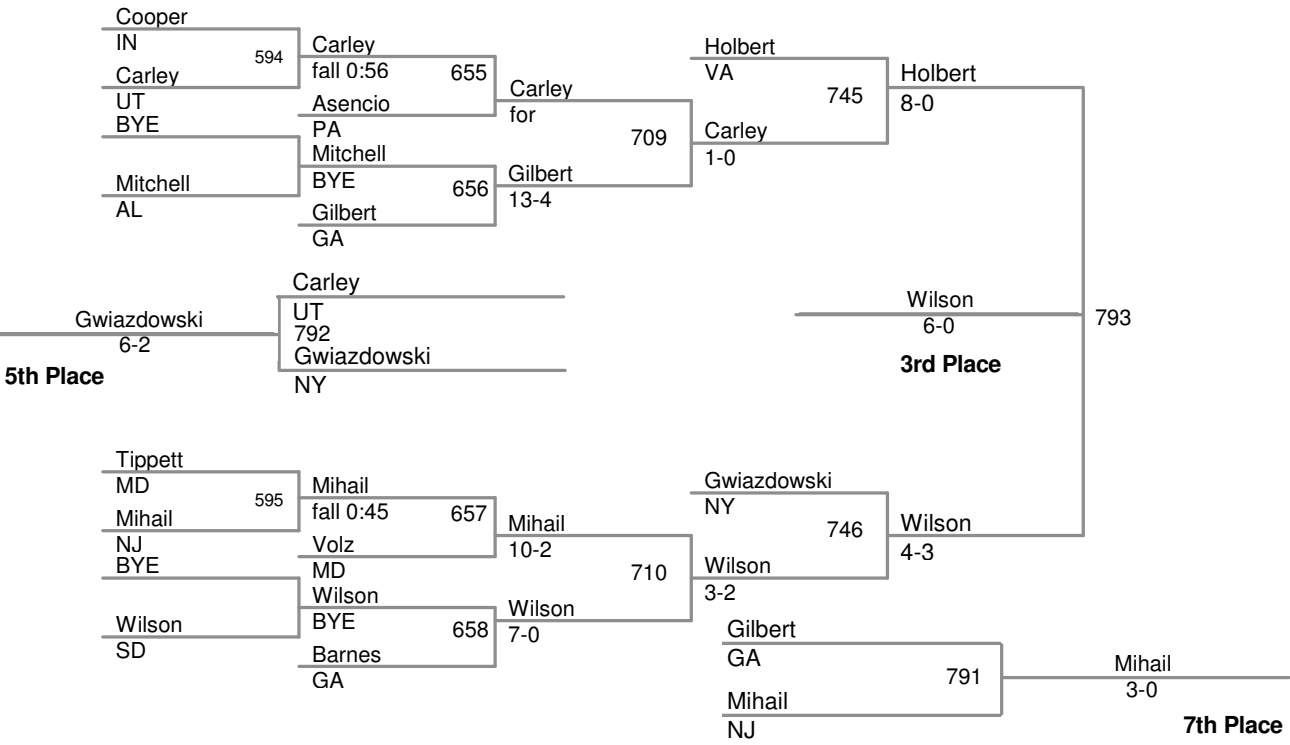 Cooper
IN
594
Carley
UT
BYE
Mitchell
AL
Carley
fall 0:56
655
Asencio
PA
Mitchell
BYE
656
Gilbert
GA
Carley
for
709
Gilbert
13-4
Holbert
VA
745
Carley
1-0
Holbert
8-0
Carley
UT
792
Gwiazdowski
NY
Gwiazdowski
6-2
5th Place
Wilson
6-0
793
3rd Place
Tippett
MD
595
Mihail
NJ
BYE
Wilson
SD
Mihail
fall 0:45
657
Volz
MD
Wilson
BYE
658
Barnes
GA
Mihail
10-2
710
Wilson
7-0
Gwiazdowski
NY
746
Wilson
3-2
Wilson
4-3
Gilbert
GA
791
Mihail
NJ
Mihail
3-0
7th Place